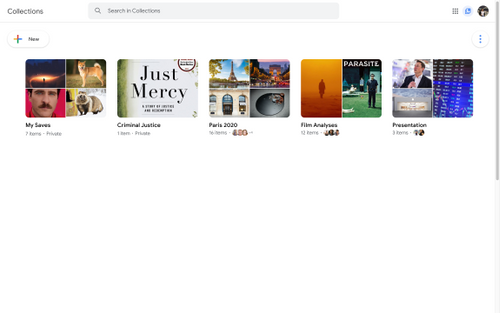 Collections
Search in Collections
New
Just
Mercy
A STORY OF JUSTICE
AND REDEMPTION
PARASITE
My Saves
7 items · Private
Criminal Justice
1 item · Private
Paris 2020
16 items ·
Film Analyses
12 items ·
Presentation
3 items ·